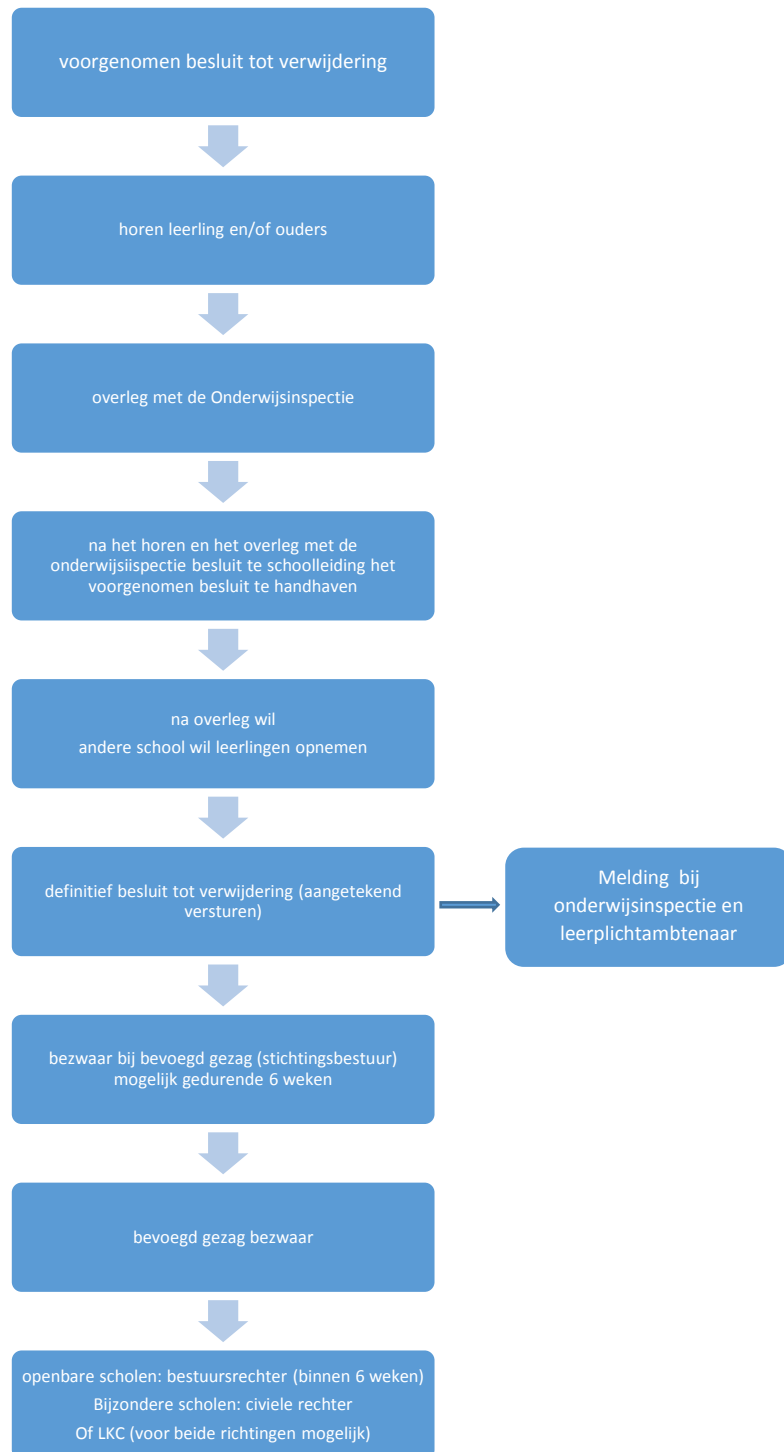 voorgenomen besluit tot verwijdering
horen leerling en/of ouders
overleg met de Onderwijsinspectie
na het horen en het overleg met de
onderwijsiispectie besluit te schoolleiding het
voorgenomen besluit te handhaven
na overleg wil
andere school wil leerlingen opnemen
definitief besluit tot verwijdering (aangetekend
versturen)
Melding bij
onderwijsinspectie en
leerplichtambtenaar
bezwaar bij bevoegd gezag (stichtingsbestuur)
mogelijk gedurende 6 weken
bevoegd gezag bezwaar
openbare scholen: bestuursrechter (binnen 6 weken)
Bijzondere scholen: civiele rechter
Of LKC (voor beide richtingen mogelijk)